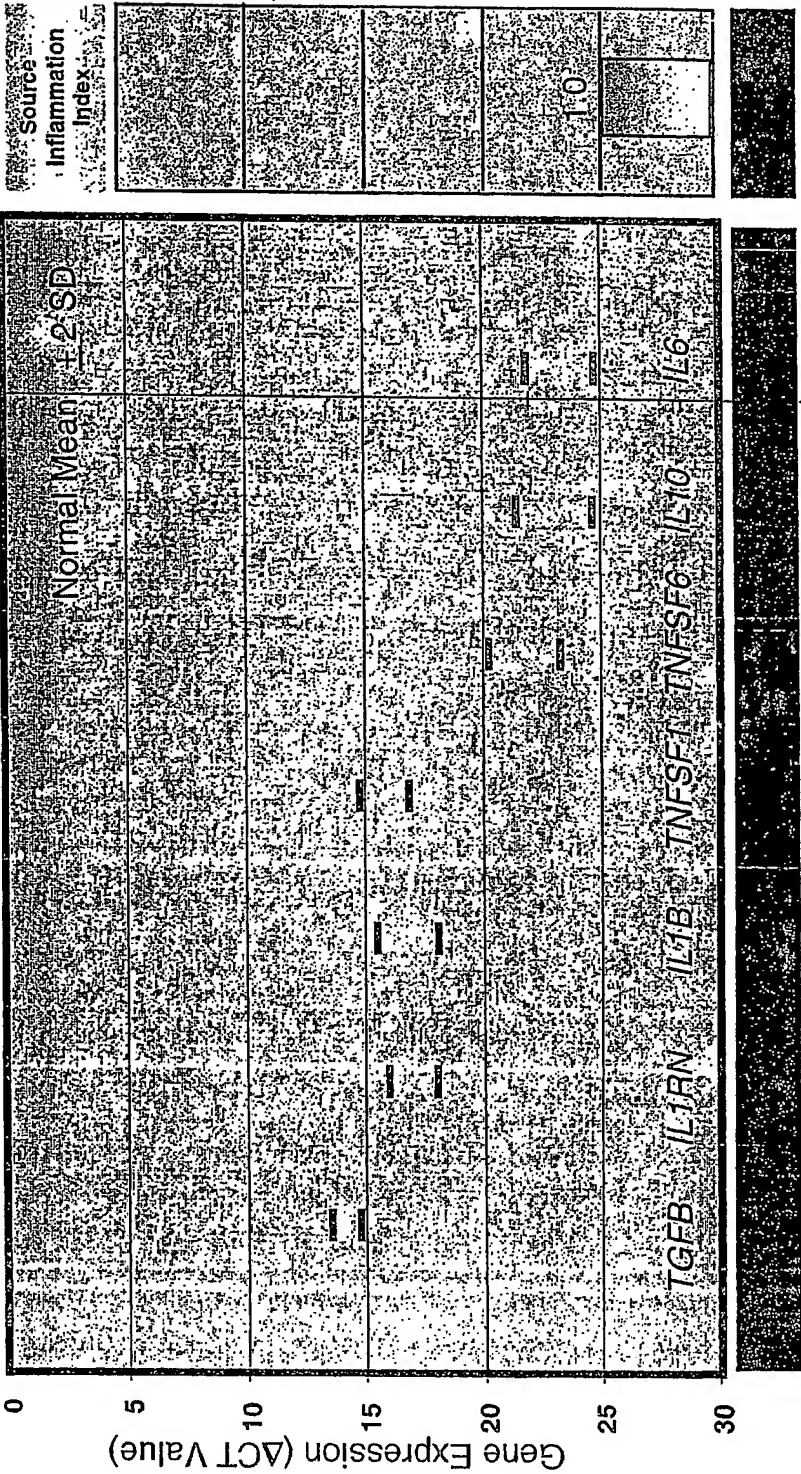 Source
Inflammation
Index
Normal Mean ± 2 SD
1.0
0
5
10
15
20
25
30
Gene Expression (ΔCT Value)
TGFB IL1RN IL1B TNFSF1 TNFSF6 IL10 IL6